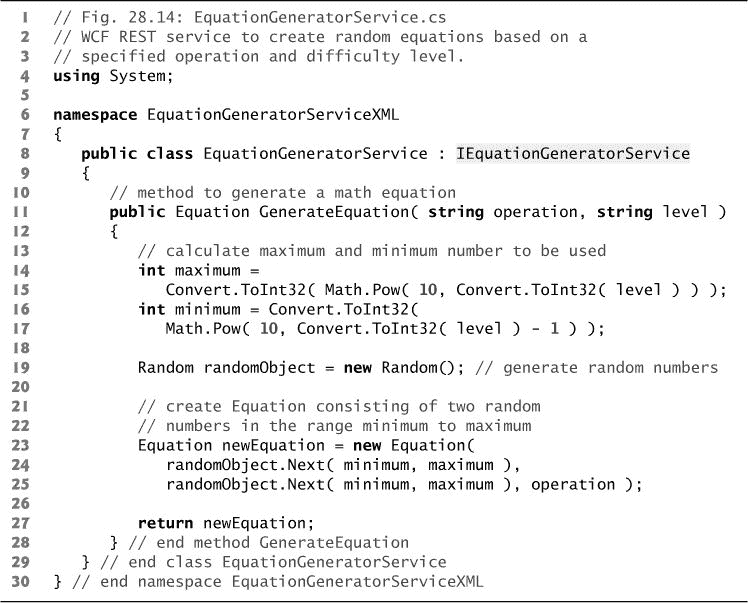 1 // Fig. 28.14: EquationGeneratorService.cs
2 // WCF REST service to create random equations based on a
3 // specified operation and difficulty level.
4 using System;
5
6 namespace EquationGeneratorServiceXML
7 {
8    public class EquationGeneratorService : IEquationGeneratorService
9    {
10       // method to generate a math equation
11       public Equation GenerateEquation( string operation, string level )
12       {
13          // calculate maximum and minimum number to be used
14          int maximum =
15             Convert.ToInt32( Math.Pow( 10, Convert.ToInt32( level ) ) );
16          int minimum = Convert.ToInt32(
17             Math.Pow( 10, Convert.ToInt32( level ) - 1 ) );
18
19          Random randomObject = new Random(); // generate random numbers
20
21          // create Equation consisting of two random
22          // numbers in the range minimum to maximum
23          Equation newEquation = new Equation(
24             randomObject.Next( minimum, maximum ),
25             randomObject.Next( minimum, maximum ), operation );
26
27          return newEquation;
28       } // end method GenerateEquation
29    } // end class EquationGeneratorService
30 } // end namespace EquationGeneratorServiceXML